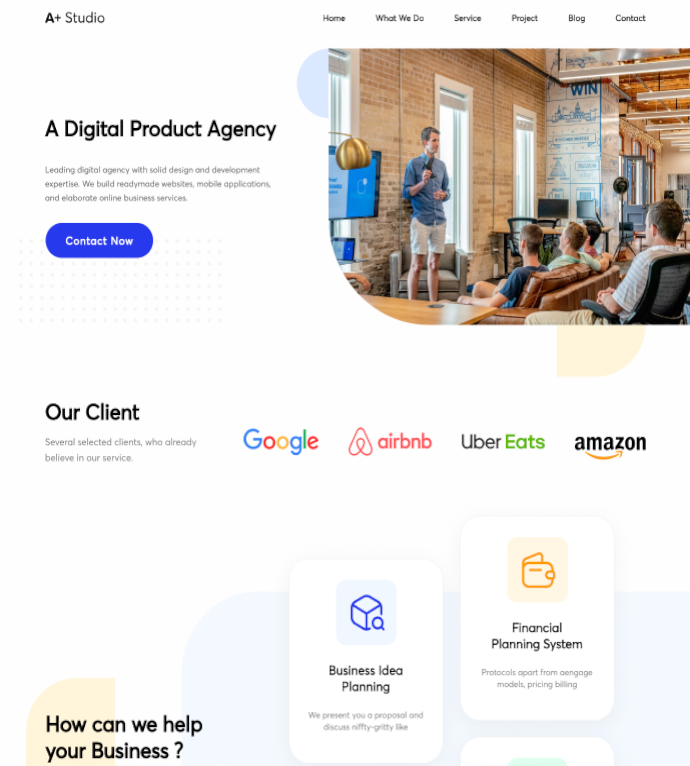 A+ Studio
Home
What We Do
Service
Project
Blog
Contact
WIN
A Digital Product Agency
Leading digital agency with solid design and development
expertise. We build readymade websites, mobile applications,
and elaborate online business services.
Contact Now
Our Client
Several selected clients, who already
believe in our service.
Google
airbnb
Uber Eats
amazon
Financial
Planning System
Protocols apart from aengage
models, pricing billing
Business Idea
Planning
We present you a proposal and
discuss niffty-gritty like
How can we help
your Business ?